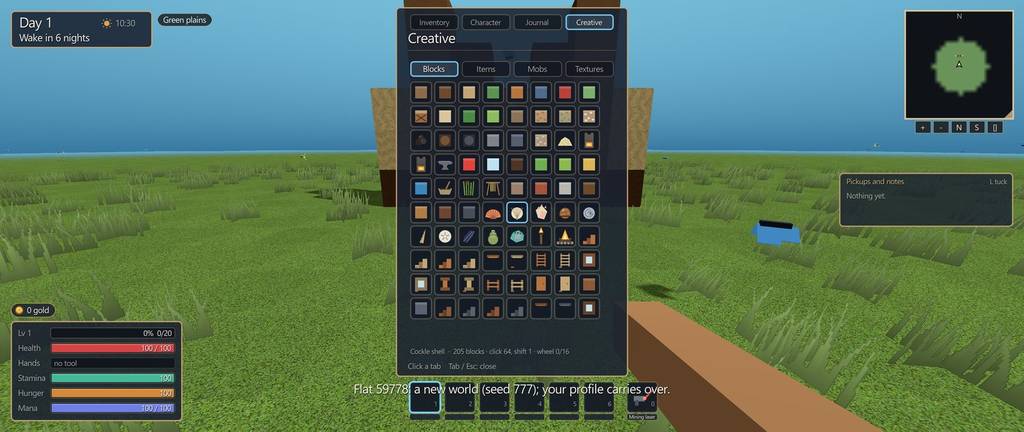 Day 1
10:30
Wake in 6 nights
Green plains
Inventory
Character
Journal
Creative
Creative
Blocks
Items
Mobs
Textures
N
+
-
N
S
[]
Pickups and notes
L tuck
Nothing yet.
0 gold
Lv 1
0% 0/20
Health
100 / 100
Hands
no tool
Stamina
100 / 100
Hunger
100 / 100
Mana
100 / 100
Cockle shell · 205 blocks · click 64, shift 1 · wheel 0/16
Click a tab Tab / Esc: close
Flat 59778: a new world (seed 777); your profile carries over.
1
2
3
4
5
6
Mining laser